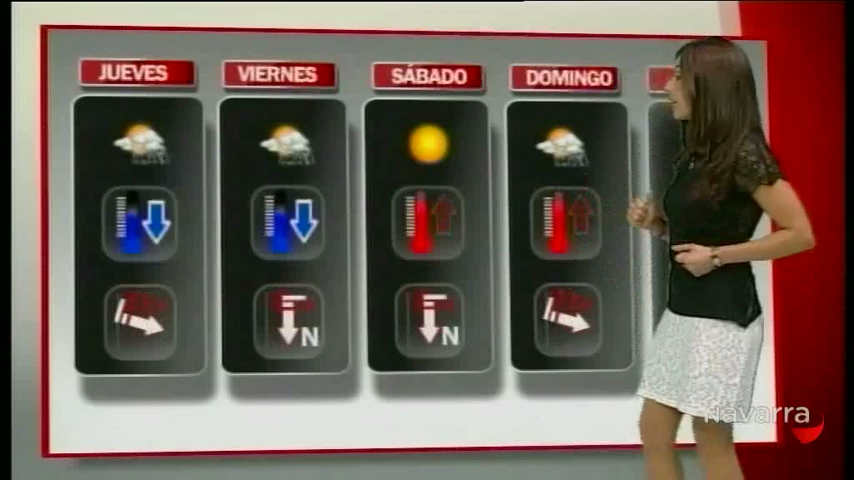 JUEVES
VIERNES
SÁBADO
DOMINGO
N
N
navarra